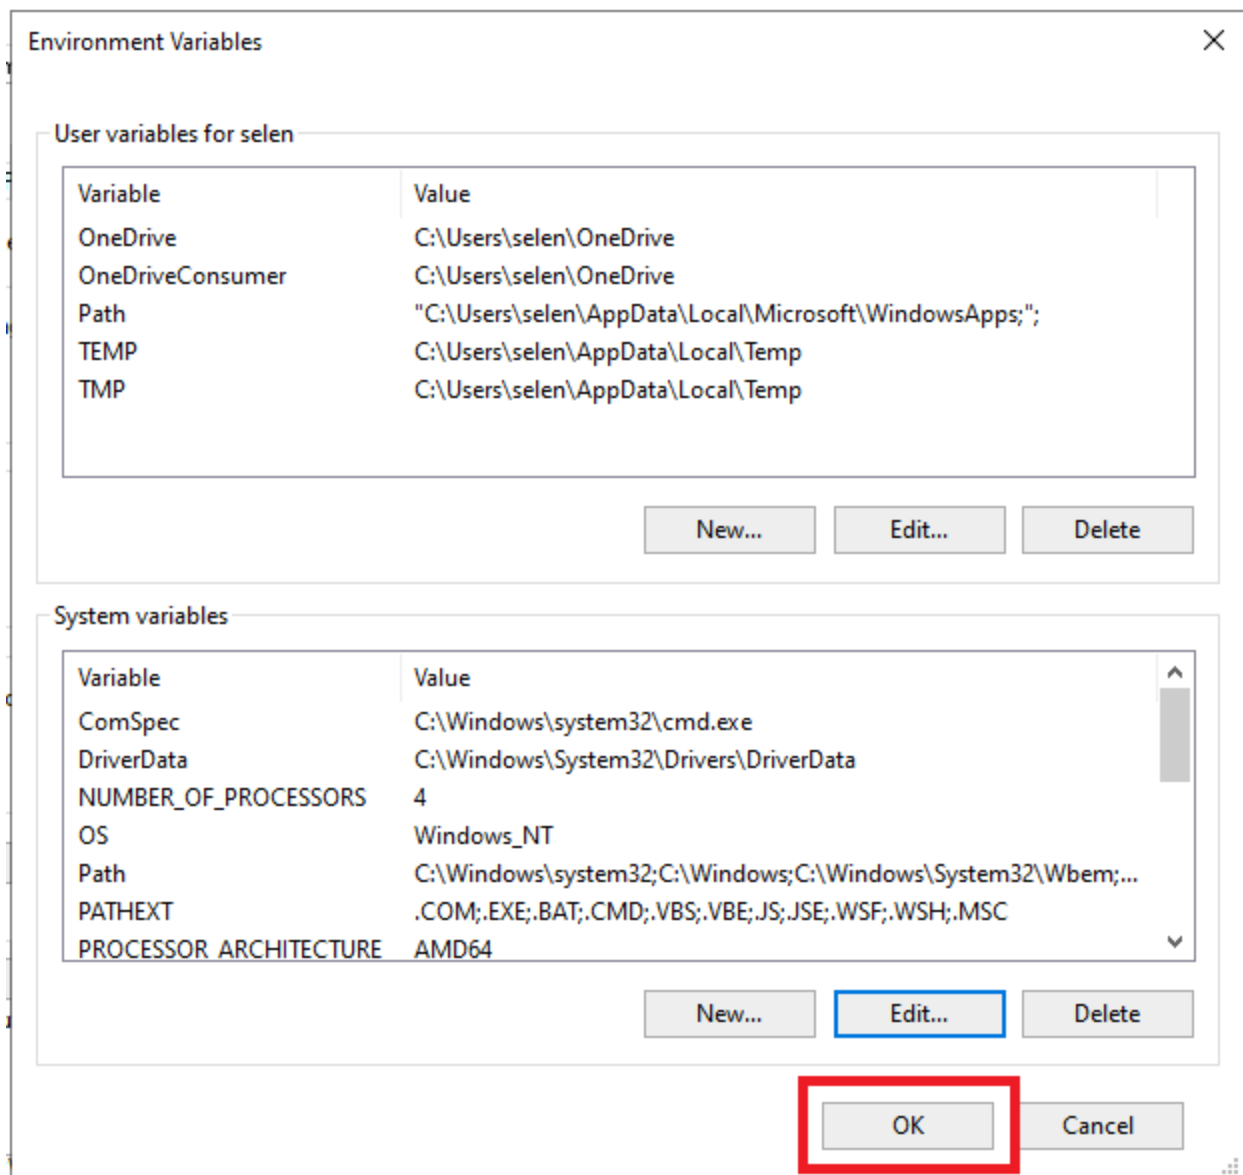 Environment Variables
User variables for selen
Variable Value
OneDrive C:\Users\selen\OneDrive
OneDriveConsumer C:\Users\selen\OneDrive
Path "C:\Users\selen\AppData\Local\Microsoft\WindowsApps;";
TEMP C:\Users\selen\AppData\Local\Temp
TMP C:\Users\selen\AppData\Local\Temp
New... Edit... Delete
System variables
Variable Value
ComSpec C:\Windows\system32\cmd.exe
DriverData C:\Windows\System32\Drivers\DriverData
NUMBER_OF_PROCESSORS 4
OS Windows_NT
Path C:\Windows\system32;C:\Windows;C:\Windows\System32\Wbem;...
PATHEXT .COM;.EXE;.BAT;.CMD;.VBS;.VBE;.JS;.JSE;.WSF;.WSH;.MSC
PROCESSOR_ARCHITECTURE AMD64
New... Edit... Delete
OK Cancel